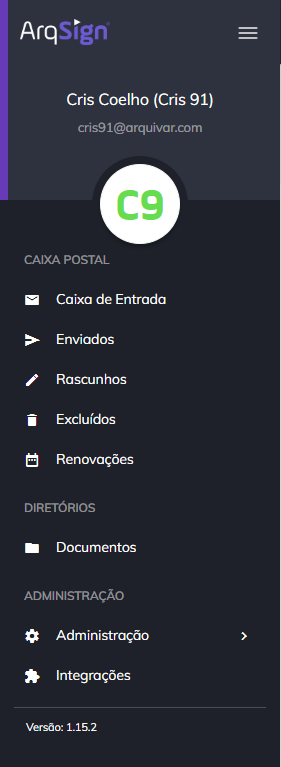 ArqSign
Cris Coelho (Cris 91)
cris91@arquivar.com
C9
CAIXA POSTAL
Caixa de Entrada
Enviados
Rascunhos
Excluídos
Renovações
DIRETÓRIOS
Documentos
ADMINISTRAÇÃO
Administração
Integrações
Versão: 1.15.2